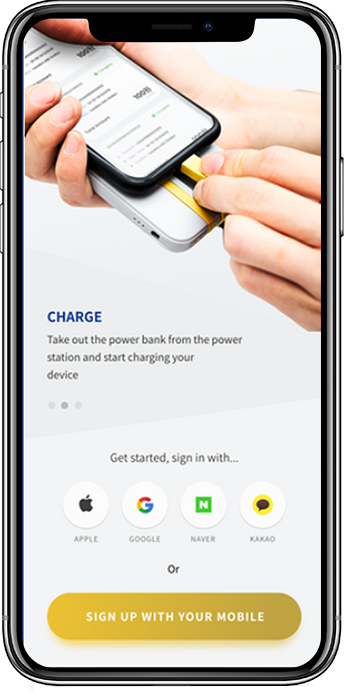 CHARGE
Take out the power bank from the power
station and start charging your
device
Get started, sign in with...
APPLE
GOOGLE
NAVER
KAKAO
Or
SIGN UP WITH YOUR MOBILE